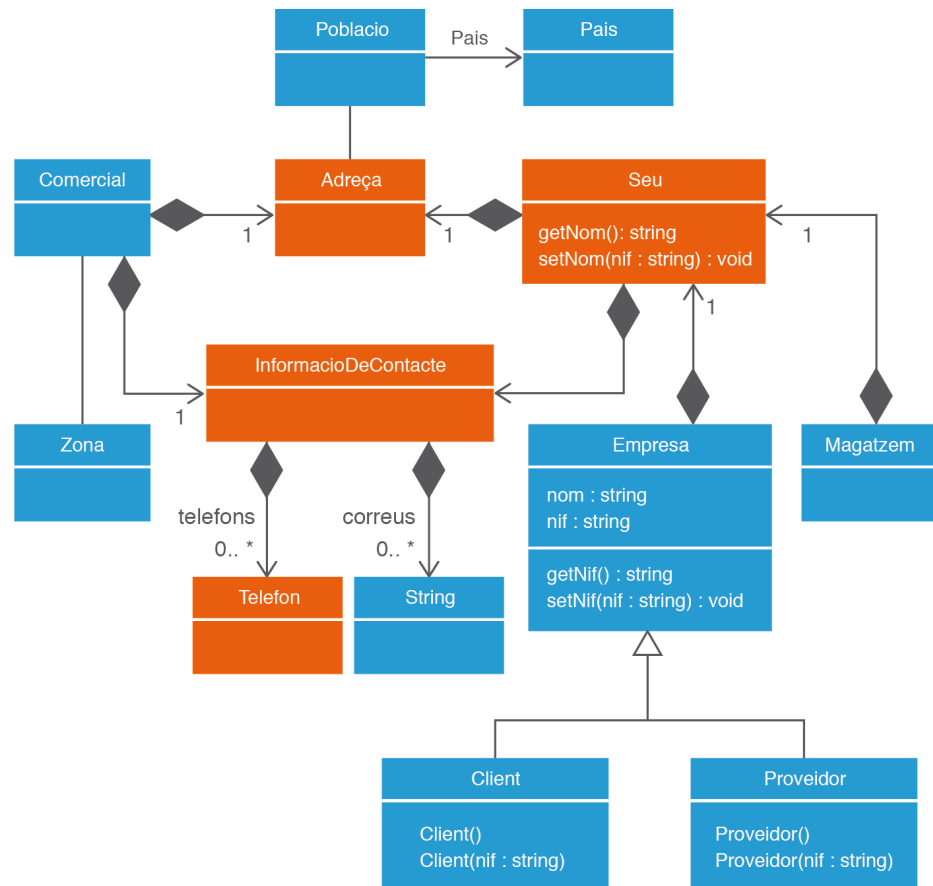 Poblacio
Pais
Pais
Comercial
Adreça
Seu
getNom(): string
setNom(nif : string) : void
1
1
1
1
InformacioDeContacte
1
Zona
Empresa
Magatzem
nom : string
nif : string
telefons
0.. *
correus
0.. *
getNif() : string
setNif(nif : string) : void
Telefon
String
Client
Proveidor
Client()
Client(nif : string)
Proveidor()
Proveidor(nif : string)